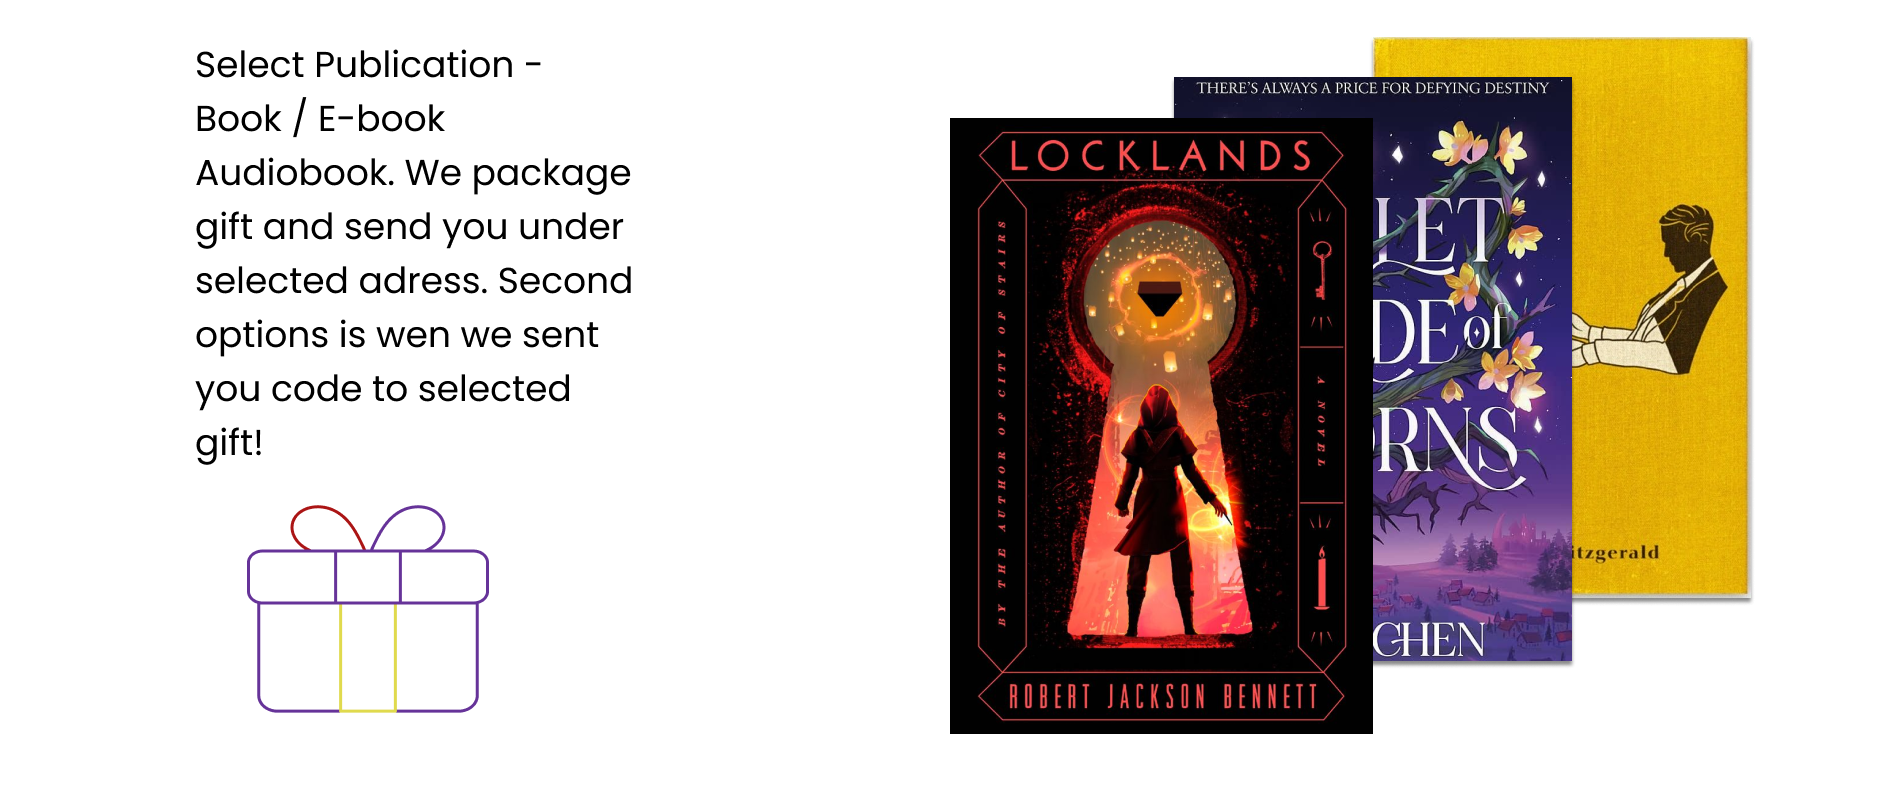 Select Publication -
Book / E-book
Audiobook. We package
gift and send you under
selected adress. Second
options is wen we sent
you code to selected
gift!
LOCKLANDS
BY THE AUTHOR OF CITY OF STAIRS
A NOVEL
ROBERT JACKSON BENNETT
THERE'S ALWAYS A PRICE FOR DEFYING DESTINY
LET
DE of
RNS
CHEN
itzgerald